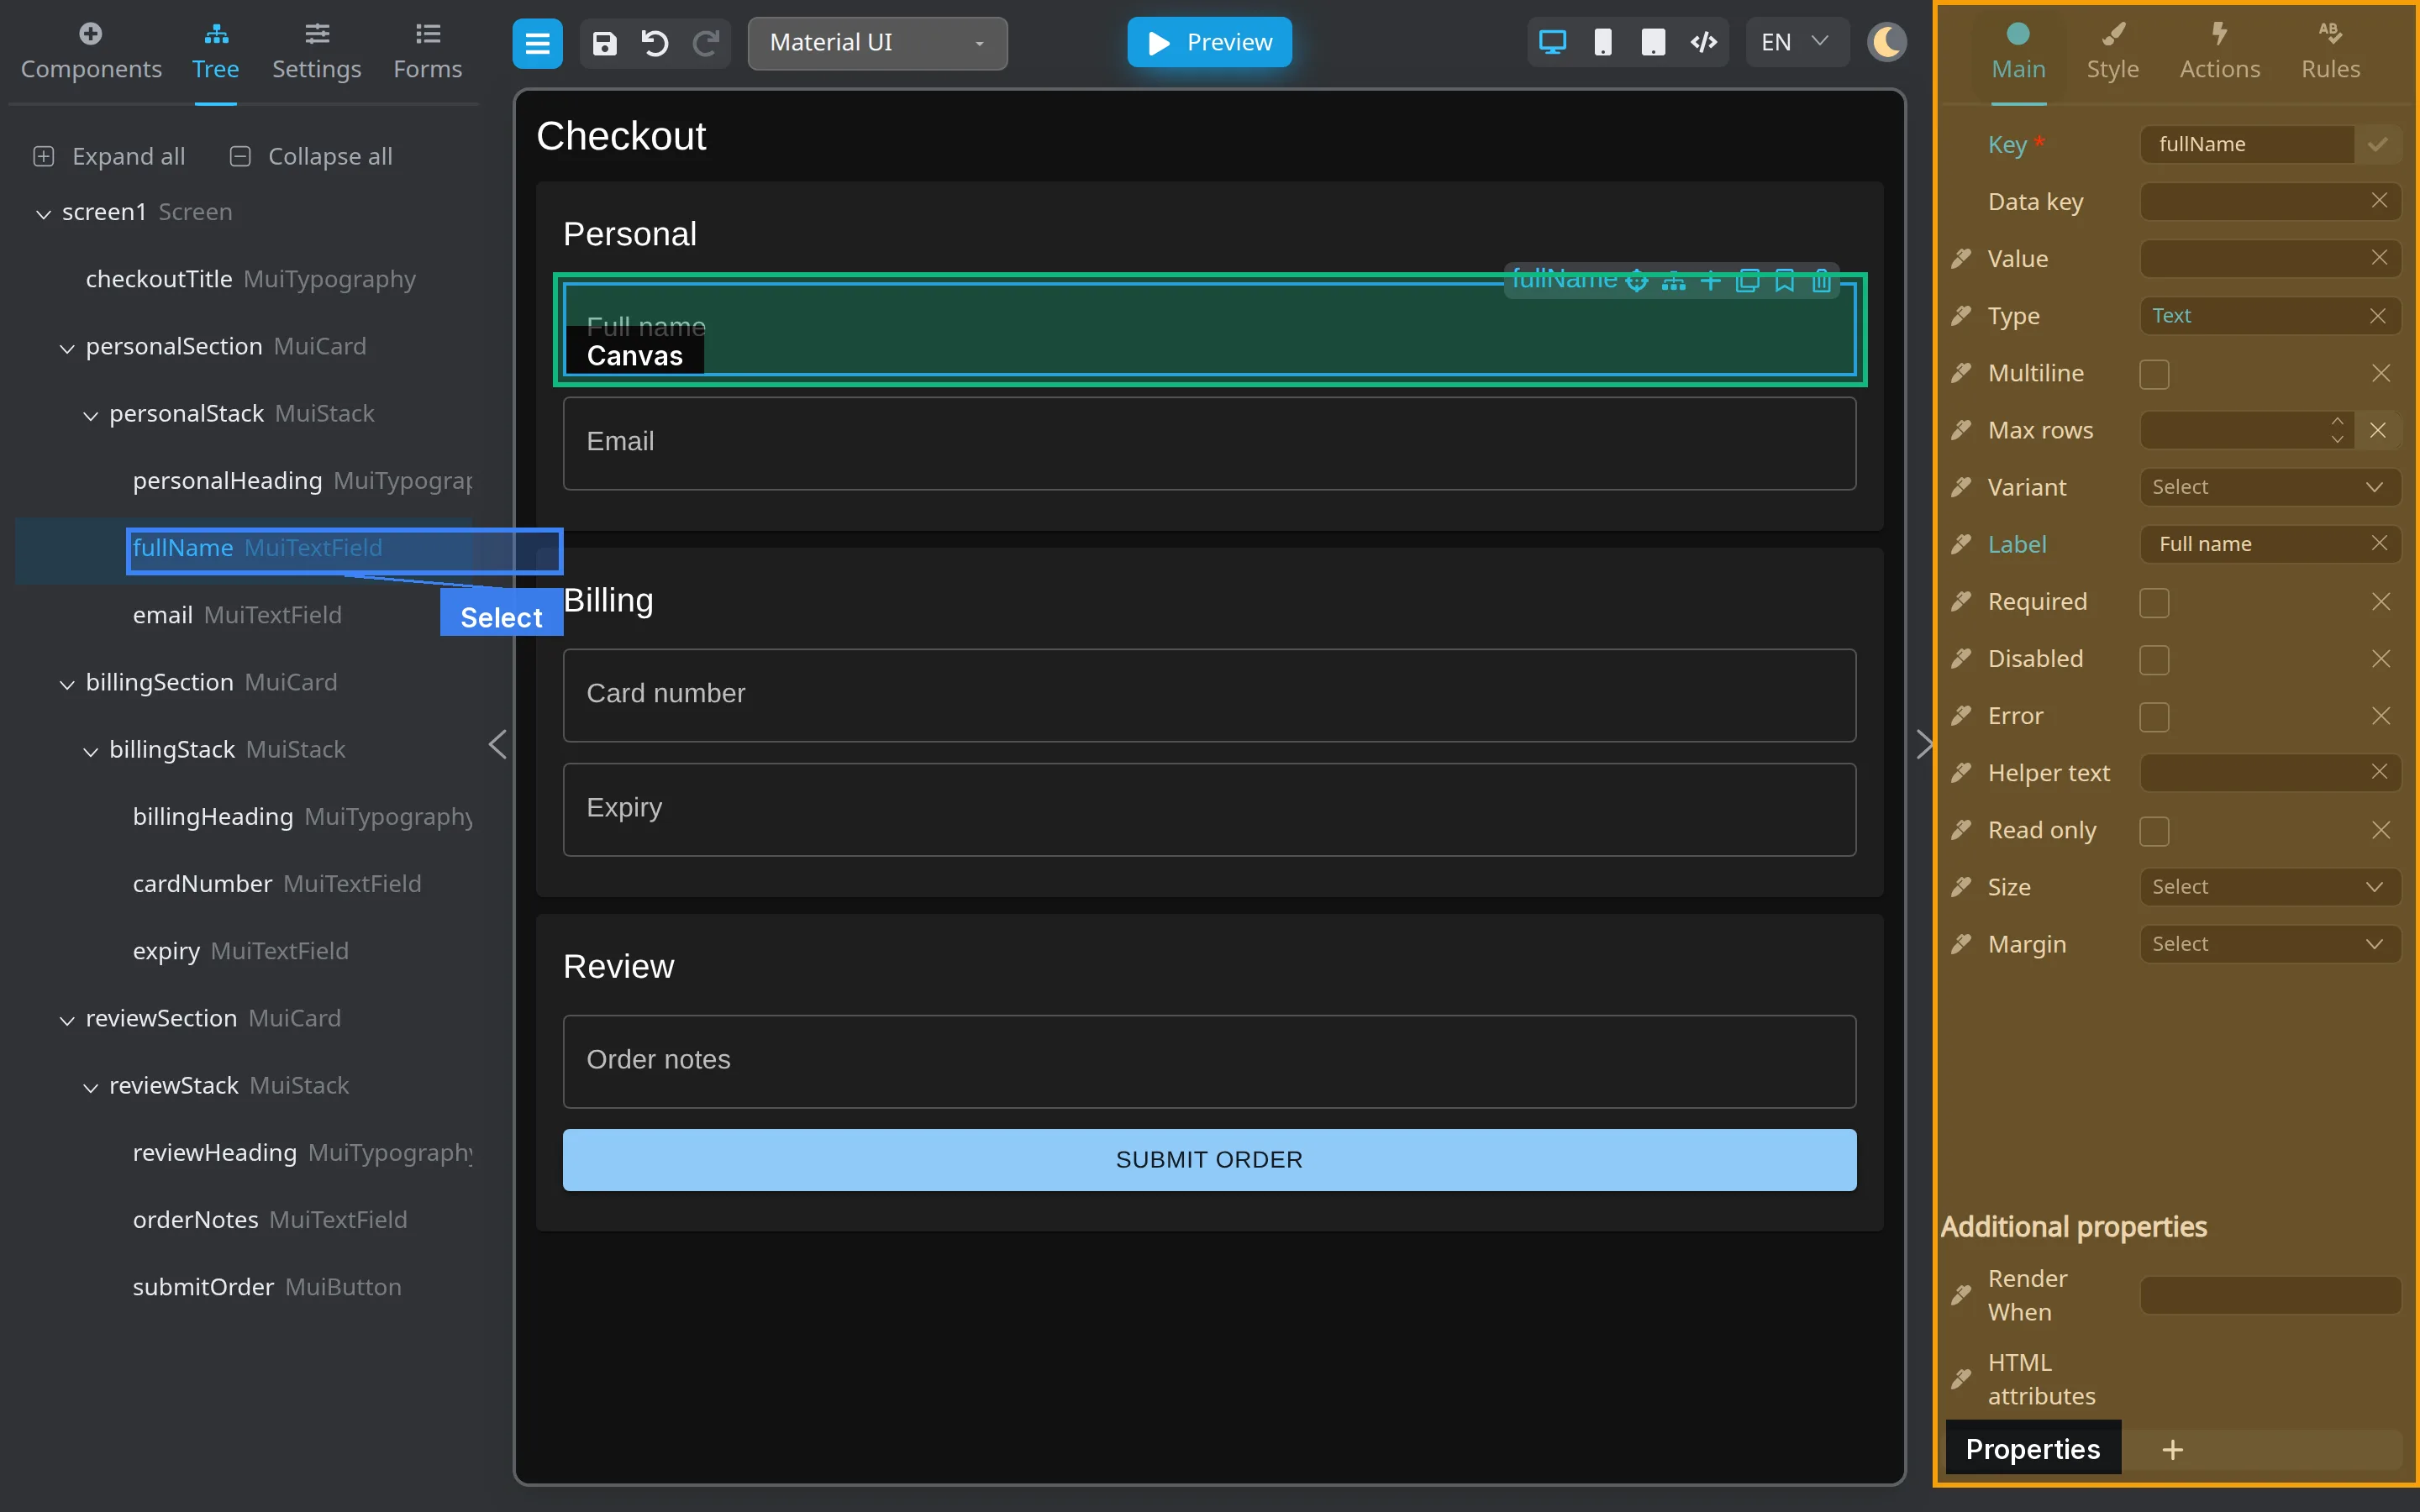 Components Tree Settings Forms
Material UI
Preview
EN
Main Style Actions Rules
Expand all Collapse all
screen1 Screen
checkoutTitle MuiTypography
personalSection MuiCard
personalStack MuiStack
personalHeading MuiTypograp
fullName MuiTextField
Select
email MuiTextField
billingSection MuiCard
billingStack MuiStack
billingHeading MuiTypography
cardNumber MuiTextField
expiry MuiTextField
reviewSection MuiCard
reviewStack MuiStack
reviewHeading MuiTypography
orderNotes MuiTextField
submitOrder MuiButton
Checkout
Personal
fullName
Full name
Canvas
Email
Billing
Card number
Expiry
Review
Order notes
SUBMIT ORDER
Key * fullName
Data key
Value
Type Text
Multiline
Max rows
Variant Select
Label Full name
Required
Disabled
Error
Helper text
Read only
Size Select
Margin Select
Additional properties
Render
When
HTML
attributes
Properties